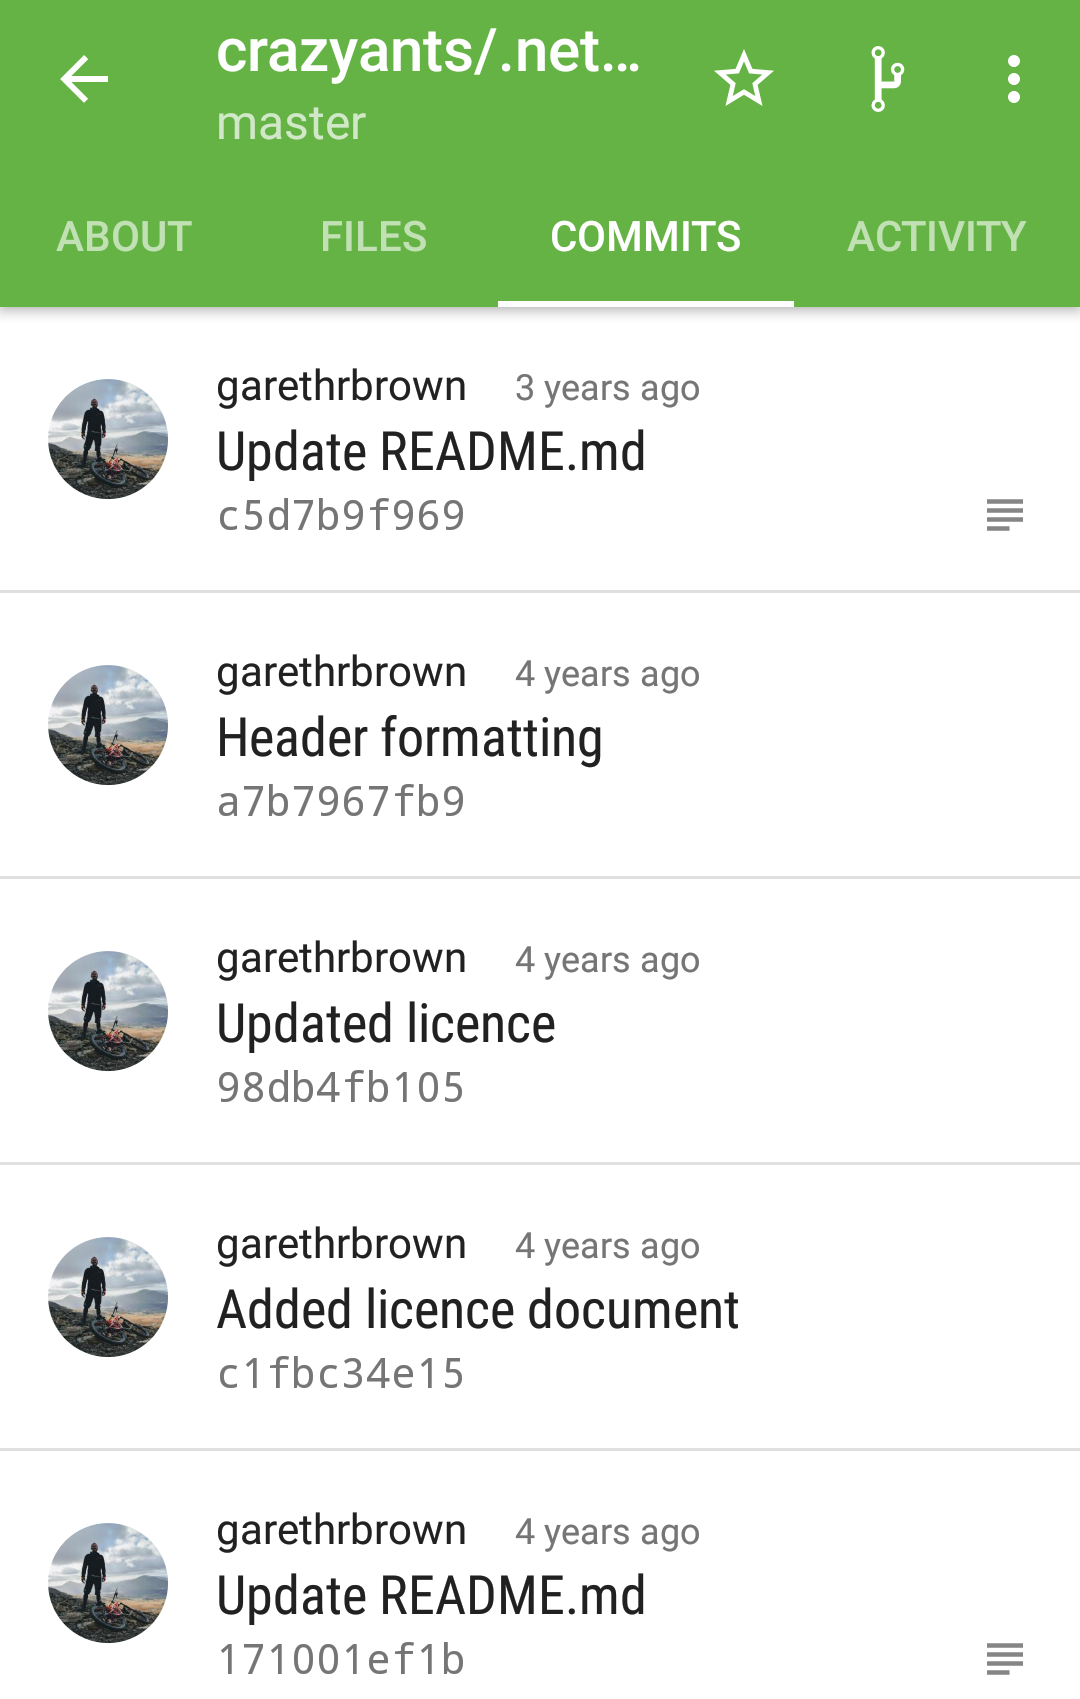 crazyants/.net...
master
ABOUT FILES COMMITS ACTIVITY
garethrbrown 3 years ago
Update README.md
c5d7b9f969
garethrbrown 4 years ago
Header formatting
a7b7967fb9
garethrbrown 4 years ago
Updated licence
98db4fb105
garethrbrown 4 years ago
Added licence document
c1fbc34e15
garethrbrown 4 years ago
Update README.md
171001ef1b